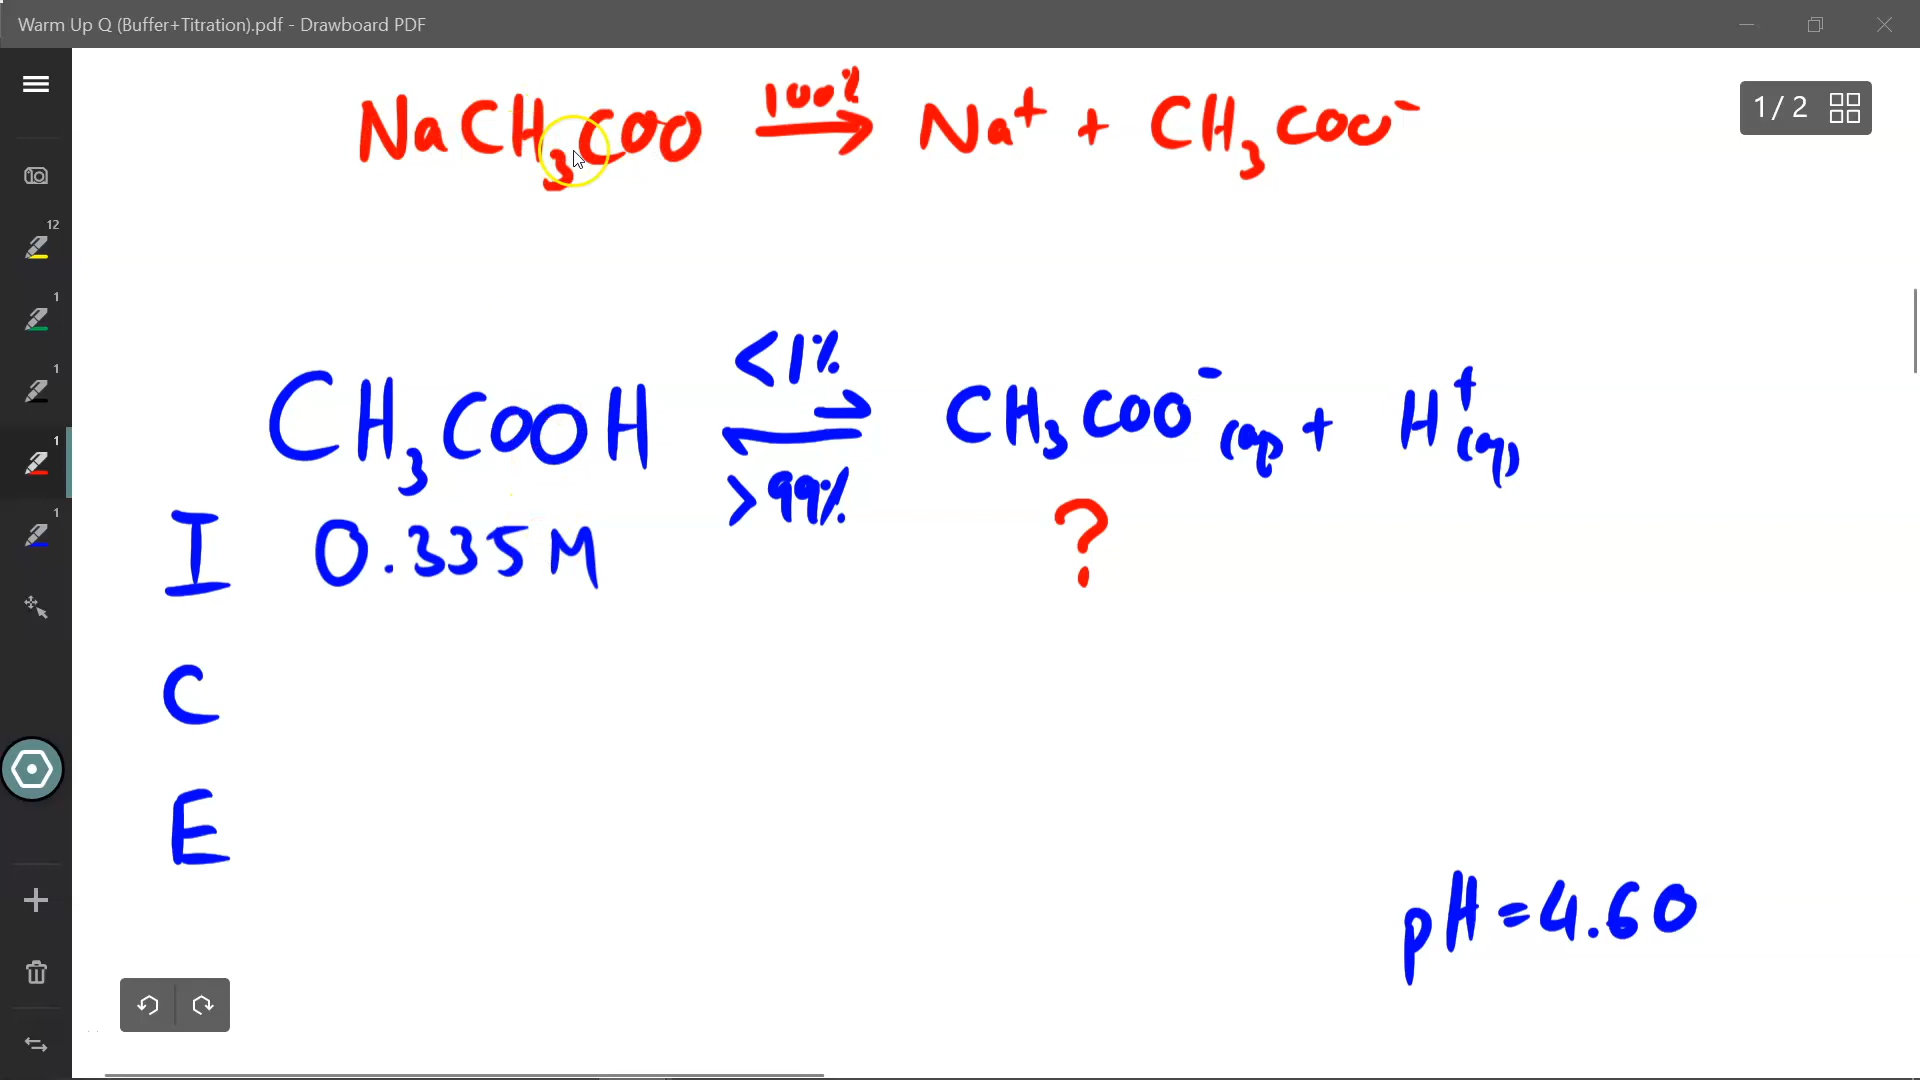 Warm Up Q (Buffer+Titration).pdf - Drawboard PDF
1 / 2
12
1
1
1
1
NaCH₃COO 100% → Na⁺ + CH₃COO⁻
<1%
CH₃COOH ⇌ CH₃COO⁻(aq) + H⁺(aq)
>99%
I 0.335 M ?
C
E
pH = 4.60